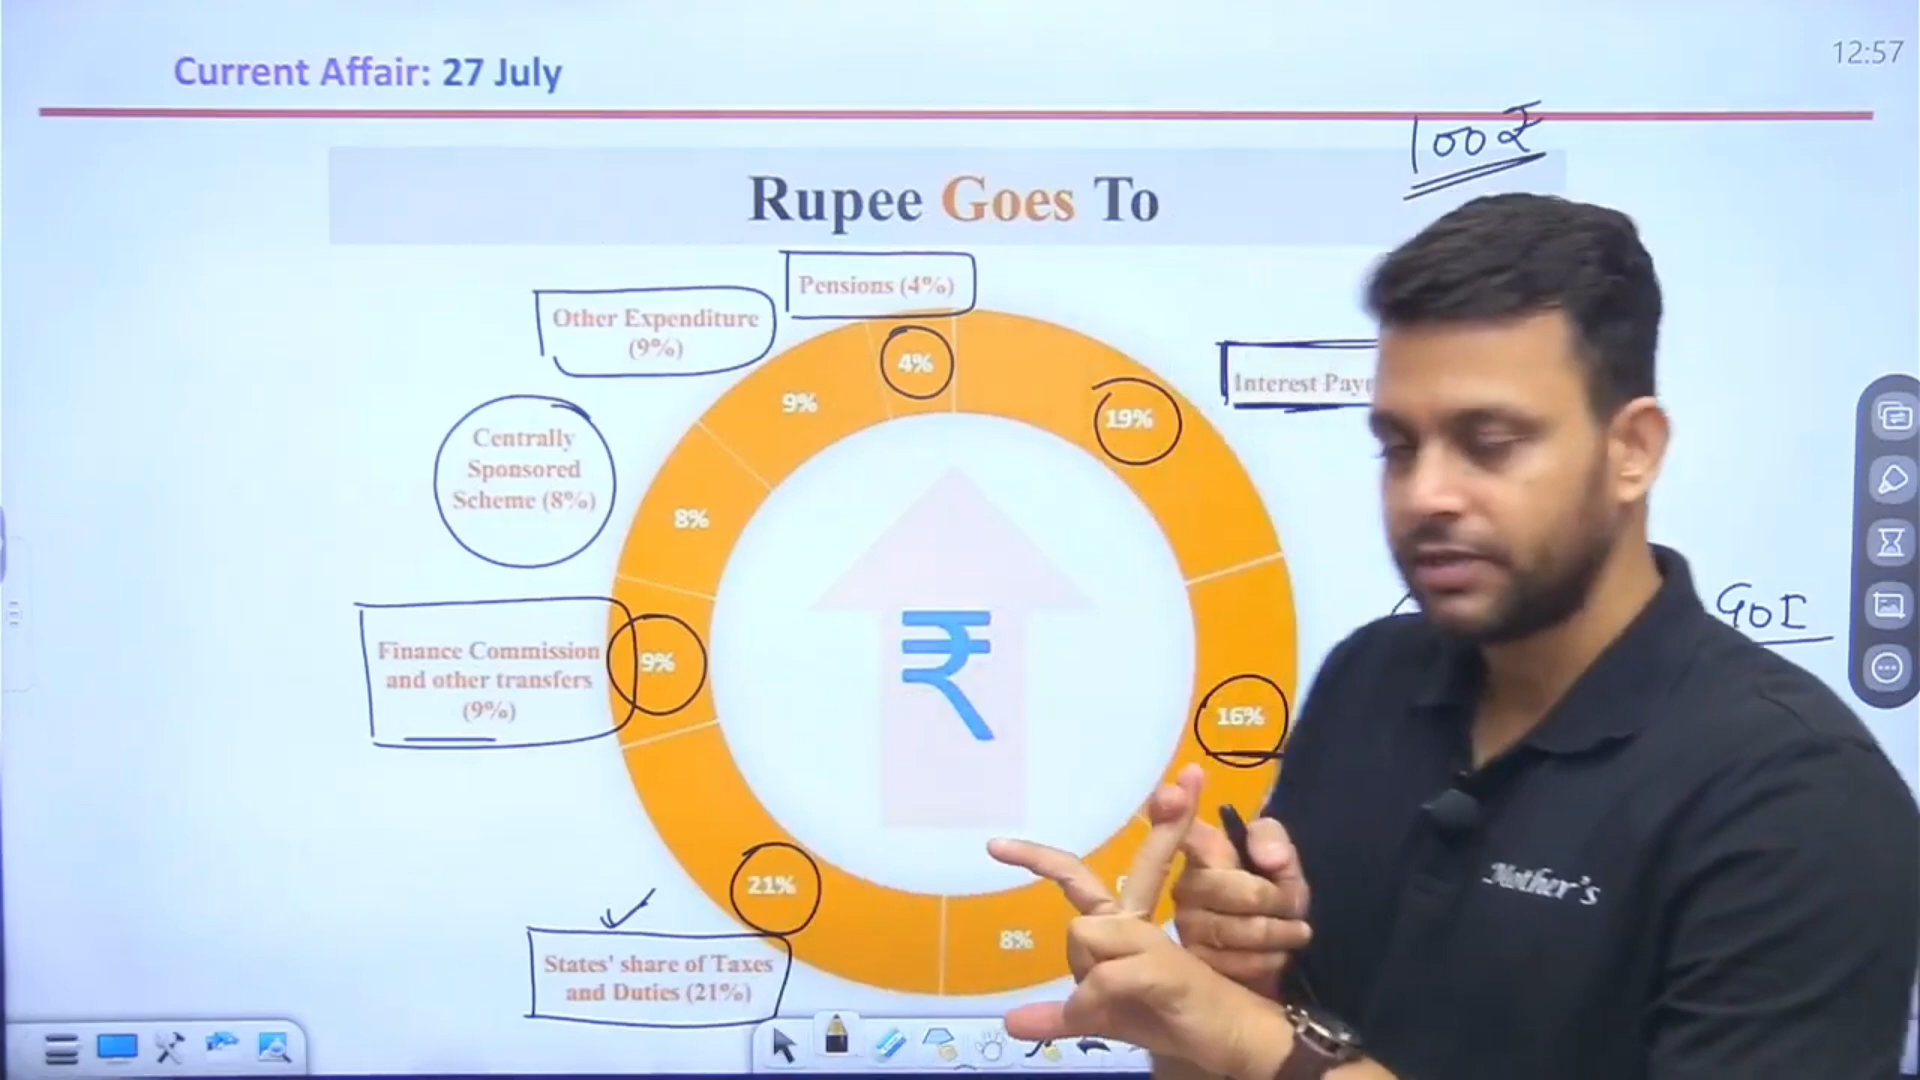 Current Affair: 27 July
12:57
100₹
Rupee Goes To
Pensions (4%)
Other Expenditure
(9%)
4%
9%
19%
Interest
Centrally
Sponsored
Scheme (8%)
8%
GOI
Finance Commission
and other transfers
(9%)
9%
16%
₹
21%
8%
States' share of Taxes
and Duties (21%)
Mother's